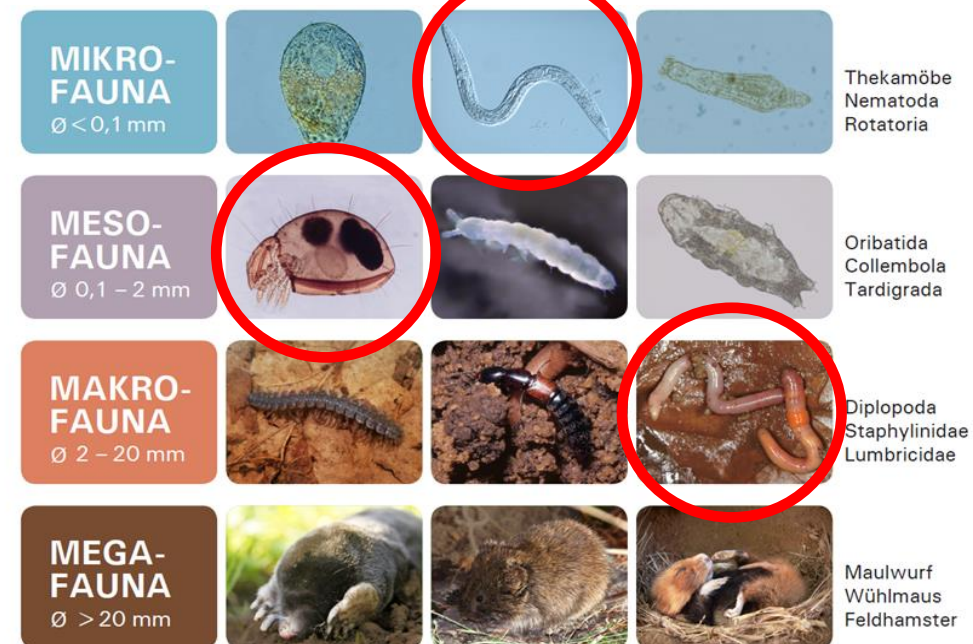 MIKRO-
FAUNA
Ø < 0,1 mm
Thekamöbe
Nematoda
Rotatoria
MESO-
FAUNA
Ø 0,1 – 2 mm
Oribatida
Collembola
Tardigrada
MAKRO-
FAUNA
Ø 2 – 20 mm
Diplopoda
Staphylinidae
Lumbricidae
MEGA-
FAUNA
Ø > 20 mm
Maulwurf
Wühlmaus
Feldhamster